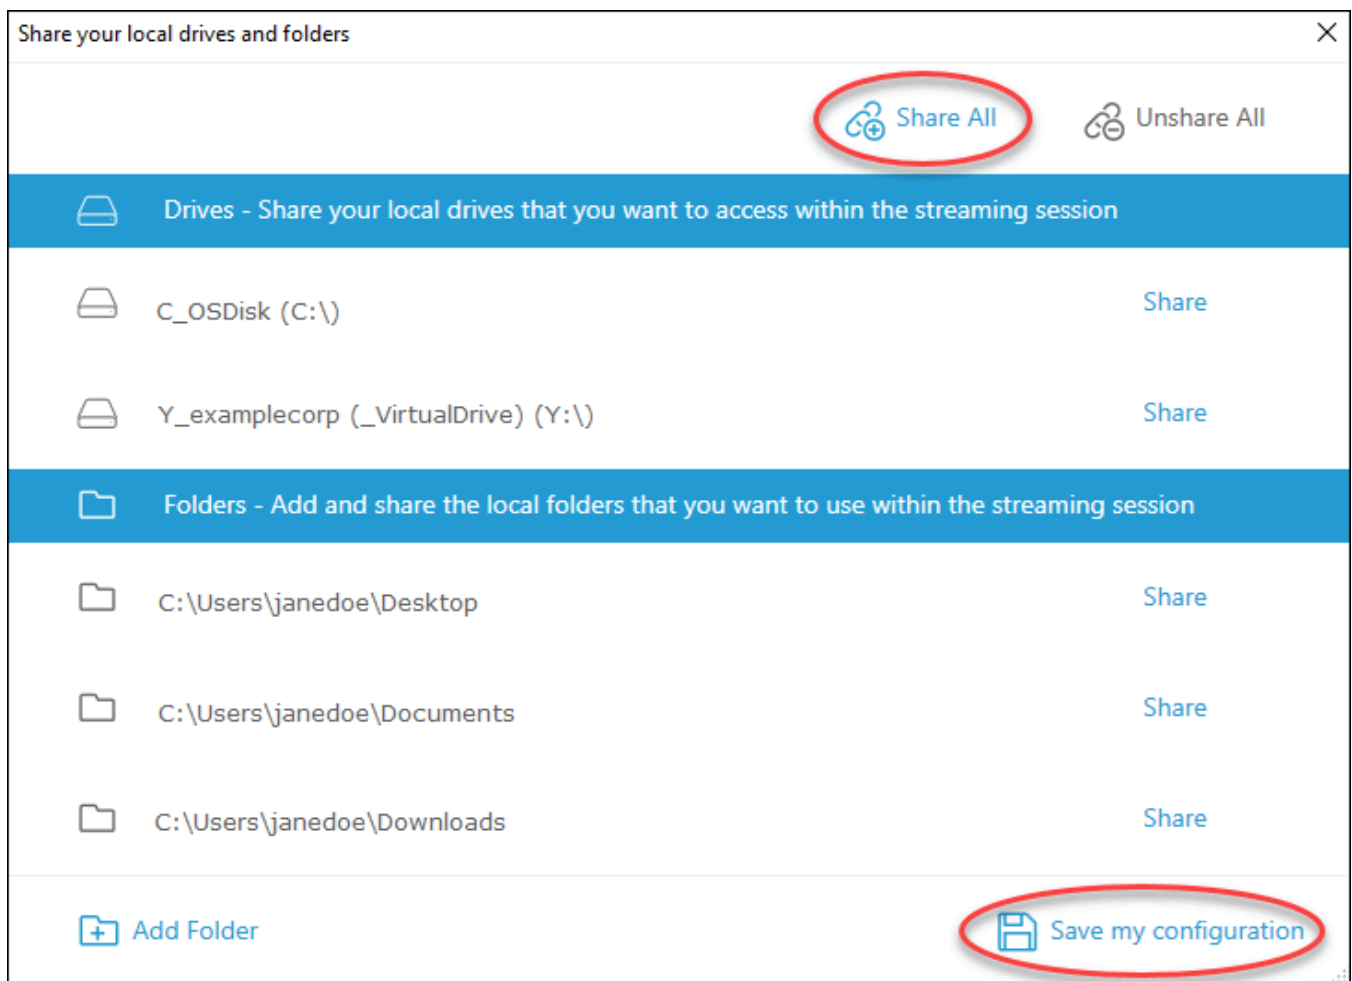 Share your local drives and folders
Share All
Unshare All
Drives - Share your local drives that you want to access within the streaming session
C_OSDisk (C:\)
Share
Y_examplecorp (_VirtualDrive) (Y:\)
Share
Folders - Add and share the local folders that you want to use within the streaming session
C:\Users\janedoe\Desktop
Share
C:\Users\janedoe\Documents
Share
C:\Users\janedoe\Downloads
Share
Add Folder
Save my configuration